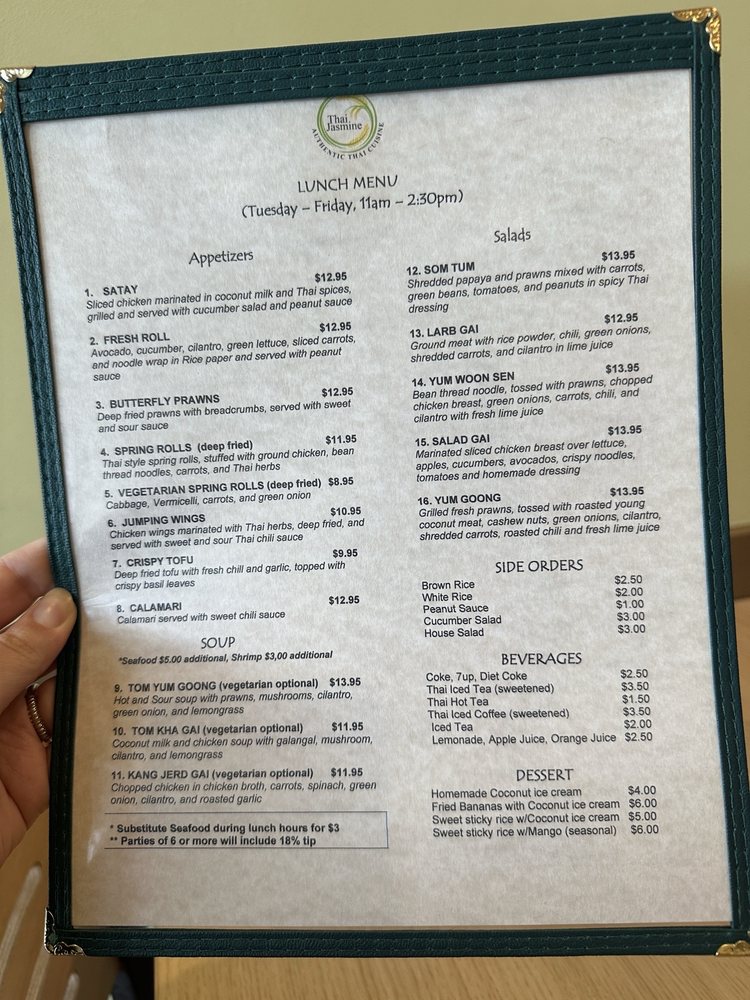 Thai
Jasmine
AUTHENTIC THAI CUISINE
LUNCH MENU
(Tuesday – Friday, 11am – 2:30pm)
Appetizers
1. SATAY $12.95
Sliced chicken marinated in coconut milk and Thai spices,
grilled and served with cucumber salad and peanut sauce
2. FRESH ROLL $12.95
Avocado, cucumber, cilantro, green lettuce, sliced carrots,
and noodle wrap in Rice paper and served with peanut
sauce
3. BUTTERFLY PRAWNS $12.95
Deep fried prawns with breadcrumbs, served with sweet
and sour sauce
4. SPRING ROLLS (deep fried) $11.95
Thai style spring rolls, stuffed with ground chicken, bean
thread noodles, carrots, and Thai herbs
5. VEGETARIAN SPRING ROLLS (deep fried) $8.95
Cabbage, Vermicelli, carrots, and green onion
6. JUMPING WINGS $10.95
Chicken wings marinated with Thai herbs, deep fried, and
served with sweet and sour Thai chili sauce
7. CRISPY TOFU $9.95
Deep fried tofu with fresh chill and garlic, topped with
crispy basil leaves
8. CALAMARI $12.95
Calamari served with sweet chili sauce
SOUP
*Seafood $5.00 additional, Shrimp $3,00 additional
9. TOM YUM GOONG (vegetarian optional) $13.95
Hot and Sour soup with prawns, mushrooms, cilantro,
green onion, and lemongrass
10. TOM KHA GAI (vegetarian optional) $11.95
Coconut milk and chicken soup with galangal, mushroom,
cilantro, and lemongrass
11. KANG JERD GAI (vegetarian optional) $11.95
Chopped chicken in chicken broth, carrots, spinach, green
onion, cilantro, and roasted garlic
* Substitute Seafood during lunch hours for $3
** Parties of 6 or more will include 18% tip
Salads
12. SOM TUM $13.95
Shredded papaya and prawns mixed with carrots,
green beans, tomatoes, and peanuts in spicy Thai
dressing
13. LARB GAI $12.95
Ground meat with rice powder, chili, green onions,
shredded carrots, and cilantro in lime juice
14. YUM WOON SEN $13.95
Bean thread noodle, tossed with prawns, chopped
chicken breast, green onions, carrots, chili, and
cilantro with fresh lime juice
15. SALAD GAI $13.95
Marinated sliced chicken breast over lettuce,
apples, cucumbers, avocados, crispy noodles,
tomatoes and homemade dressing
16. YUM GOONG $13.95
Grilled fresh prawns, tossed with roasted young
coconut meat, cashew nuts, green onions, cilantro,
shredded carrots, roasted chili and fresh lime juice
SIDE ORDERS
Brown Rice $2.50
White Rice $2.00
Peanut Sauce $1.00
Cucumber Salad $3.00
House Salad $3.00
BEVERAGES
Coke, 7up, Diet Coke $2.50
Thai Iced Tea (sweetened) $3.50
Thai Hot Tea $1.50
Thai Iced Coffee (sweetened) $3.50
Iced Tea $2.00
Lemonade, Apple Juice, Orange Juice $2.50
DESSERT
Homemade Coconut ice cream $4.00
Fried Bananas with Coconut ice cream $6.00
Sweet sticky rice w/Coconut ice cream $5.00
Sweet sticky rice w/Mango (seasonal) $6.00